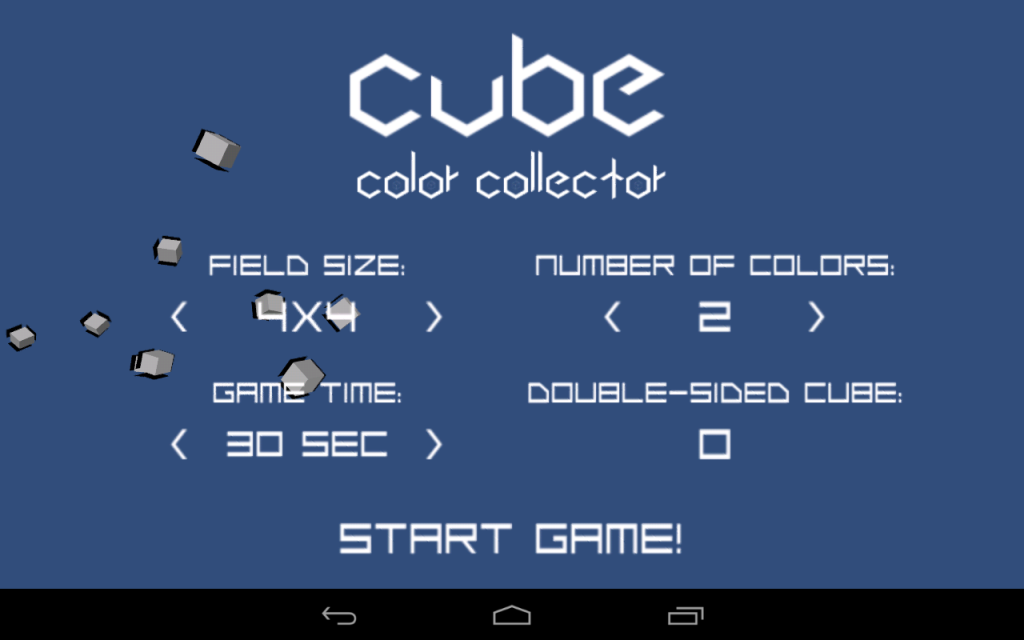 cube
color collector
FIELD SIZE:
< 4X4 >
NUMBER OF COLORS:
< 2 >
GAME TIME:
< 30 SEC >
DOUBLE-SIDED CUBE:
START GAME!